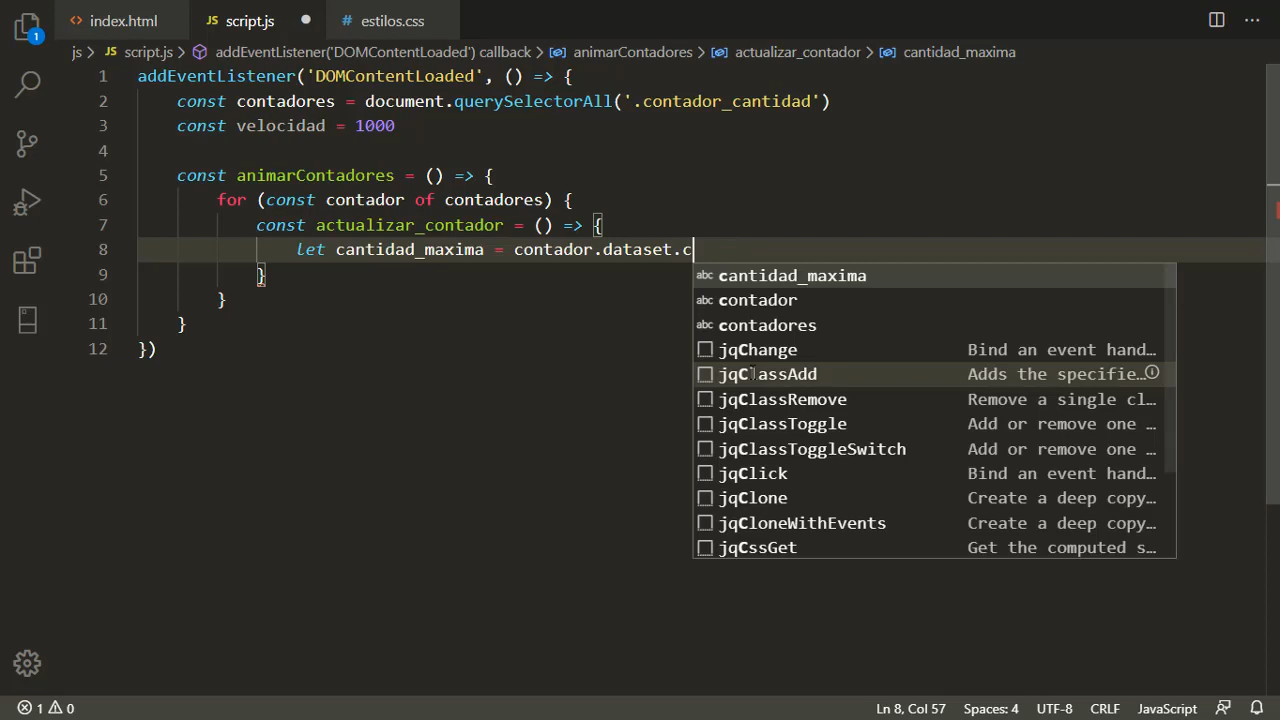 1
index.html
JS script.js
# estilos.css
js
JS script.js
addEventListener('DOMContentLoaded') callback
animarContadores
actualizar_contador
cantidad_maxima
1 addEventListener('DOMContentLoaded', () => {
2 const contadores = document.querySelectorAll('.contador_cantidad')
3 const velocidad = 1000
4
5 const animarContadores = () => {
6 for (const contador of contadores) {
7 const actualizar_contador = () => {
8 let cantidad_maxima = contador.dataset.c
9 }
10 }
11 }
12 })
abc cantidad_maxima
abc contador
abc contadores
jqChange Bind an event hand…
jqClassAdd Adds the specifie…
jqClassRemove Remove a single cl…
jqClassToggle Add or remove one …
jqClassToggleSwitch Add or remove one …
jqClick Bind an event hand…
jqClone Create a deep copy…
jqCloneWithEvents Create a deep copy…
jqCssGet Get the computed s…
1 0 Ln 8, Col 57 Spaces: 4 UTF-8 CRLF JavaScript